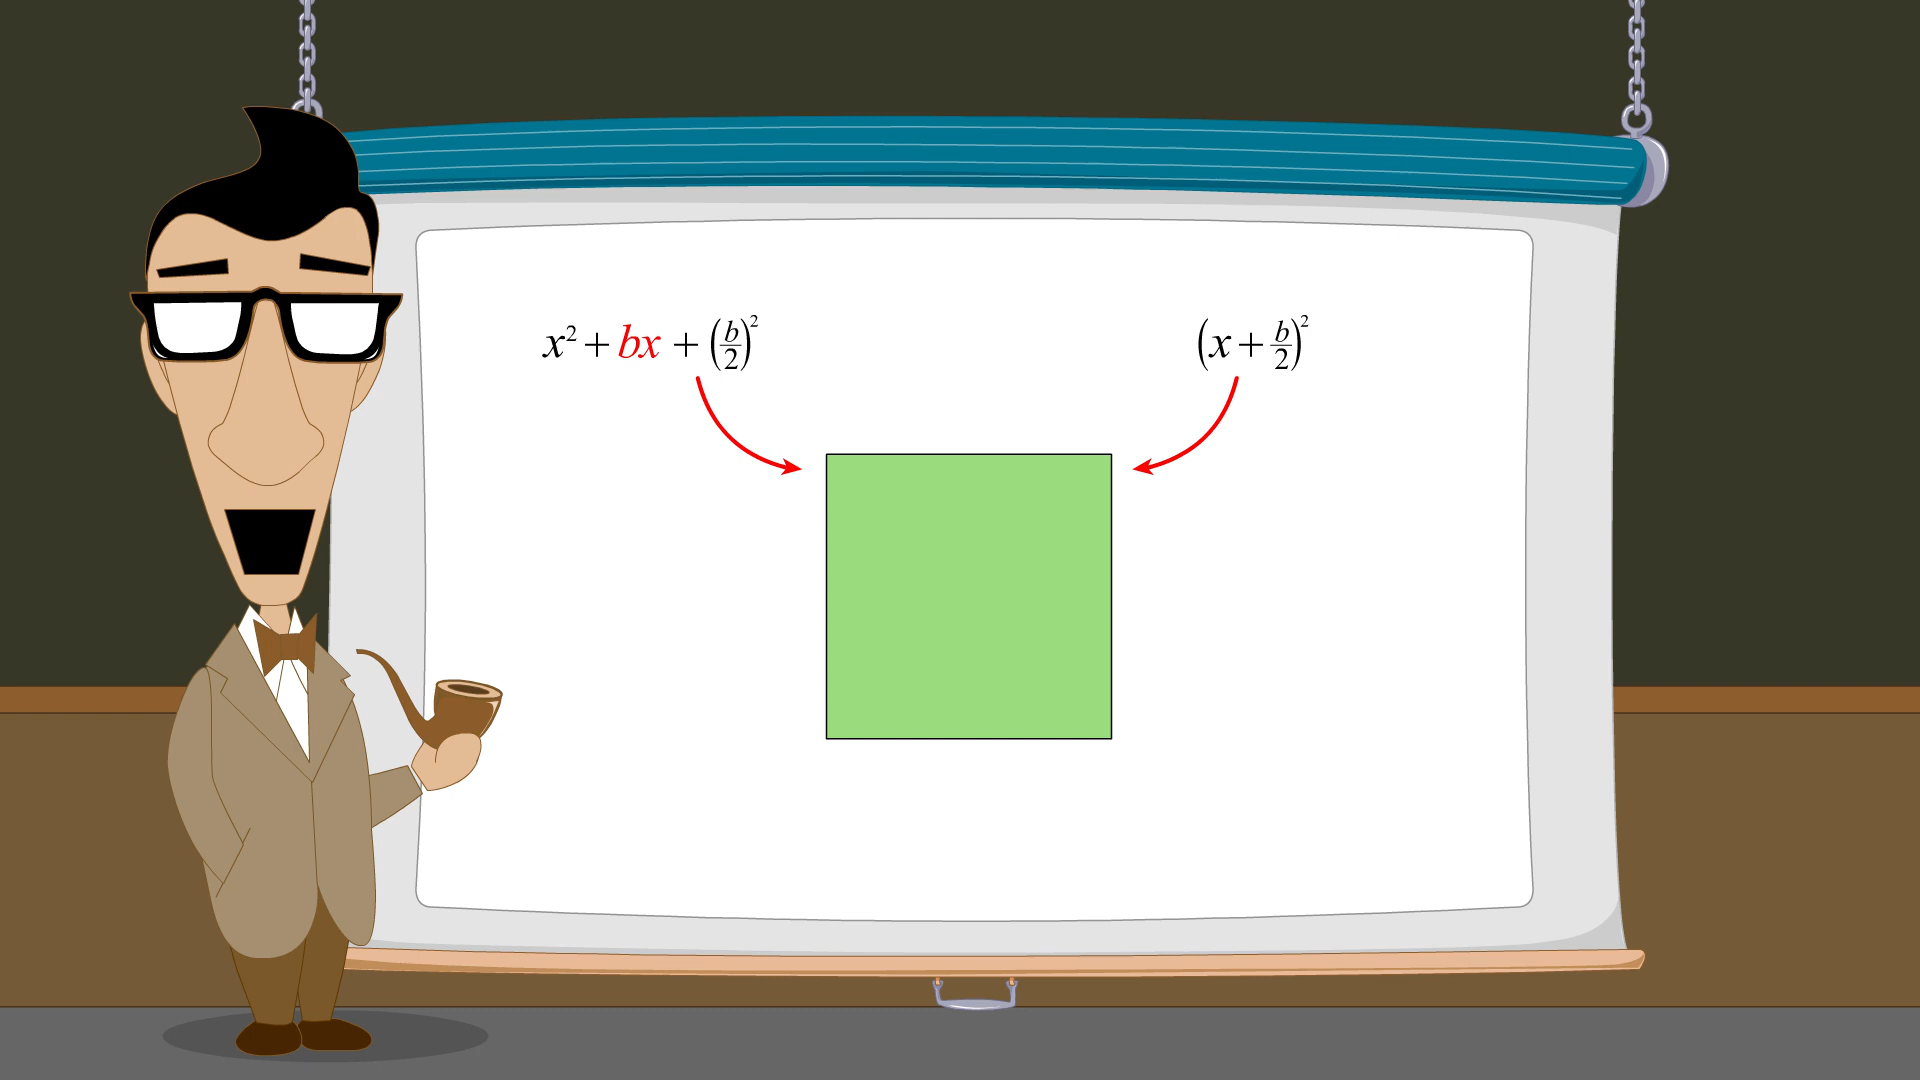 x² + bx + (b/2)²
(x + b/2)²